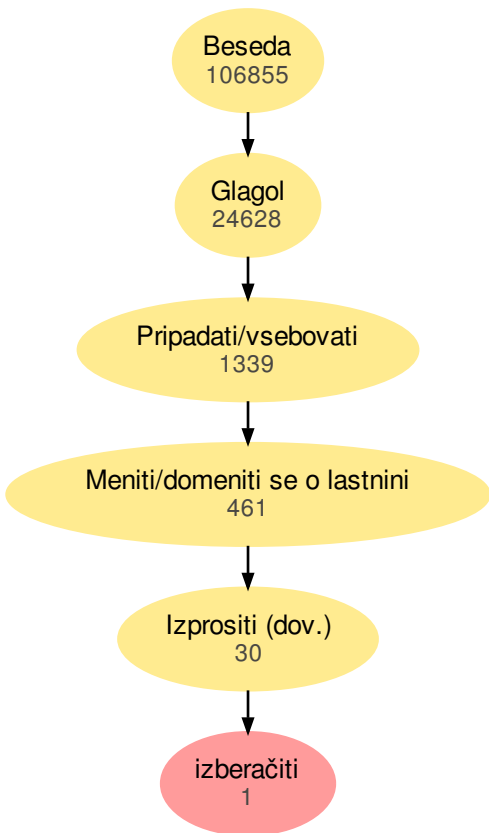 Beseda
106855
Glagol
24628
Pripadati/vsebovati
1339
Meniti/domeniti se o lastnini
461
Izprositi (dov.)
30
izberačiti
1